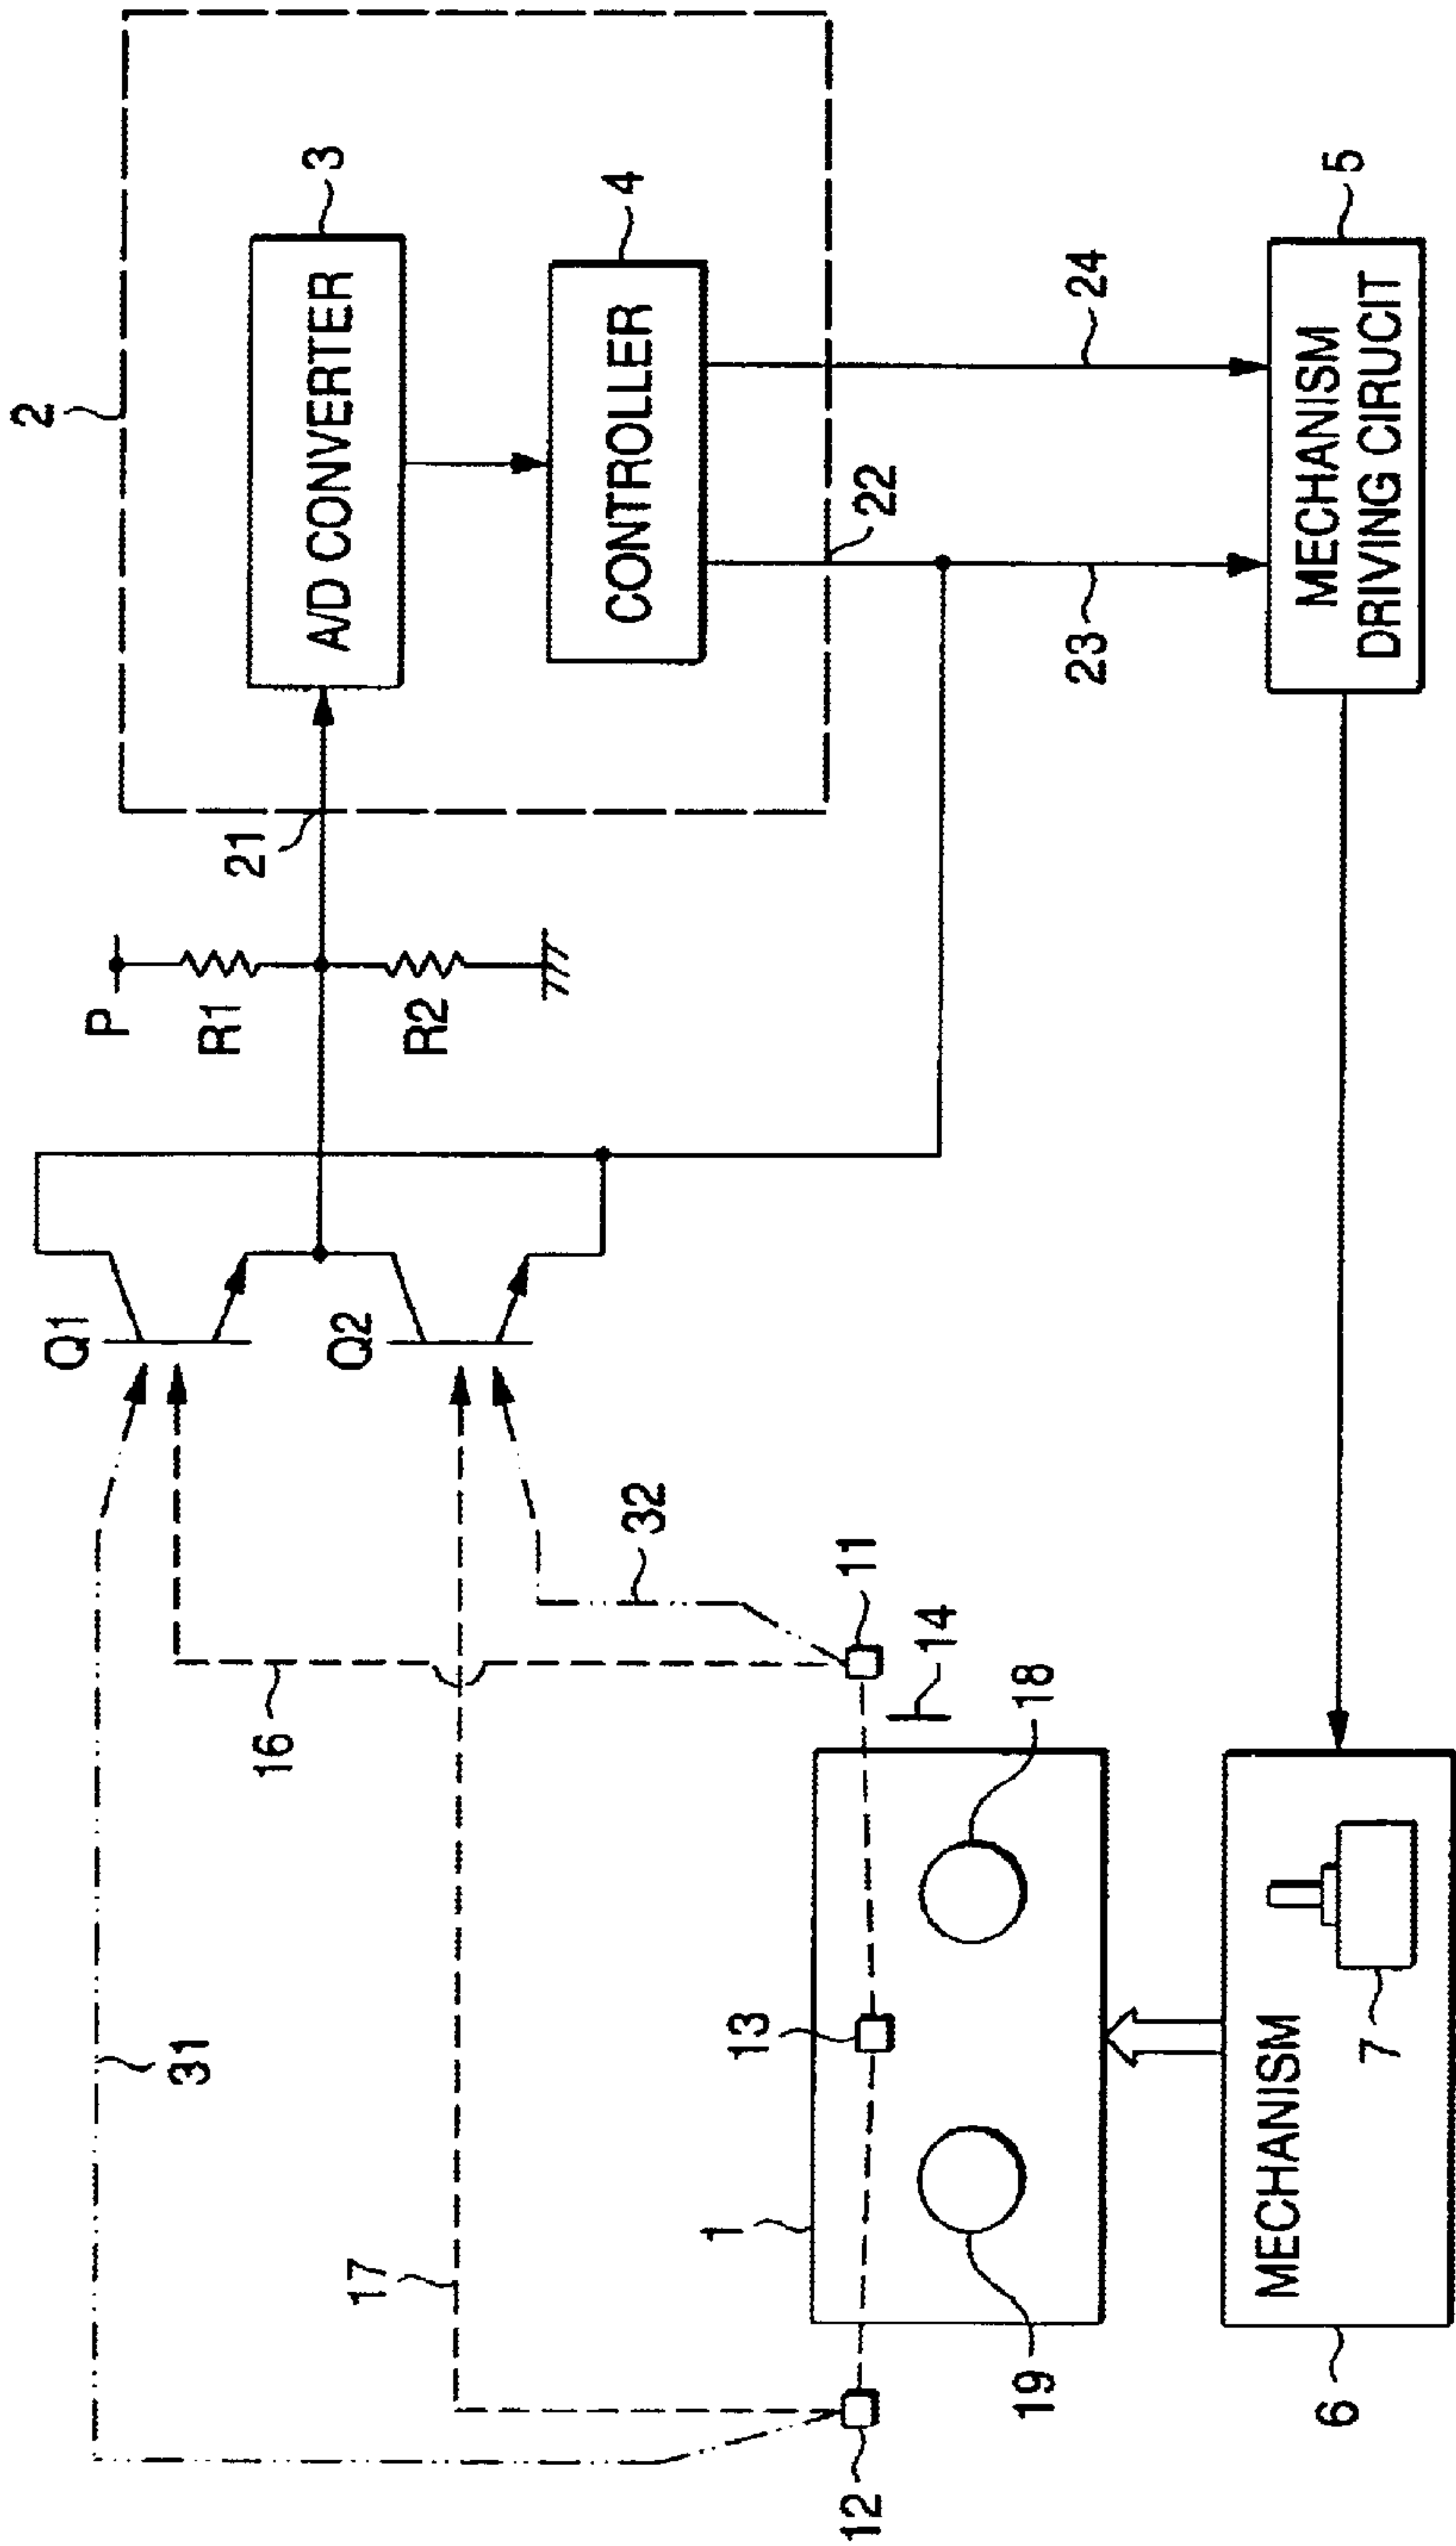 2
3
A/D CONVERTER
4
CONTROLLER
21
22
24
23
5
MECHANISM
DRIVING CIRUCIT
P
R1
R2
Q1
Q2
31
16
17
32
11
14
18
13
1
19
12
MECHANISM
7
6